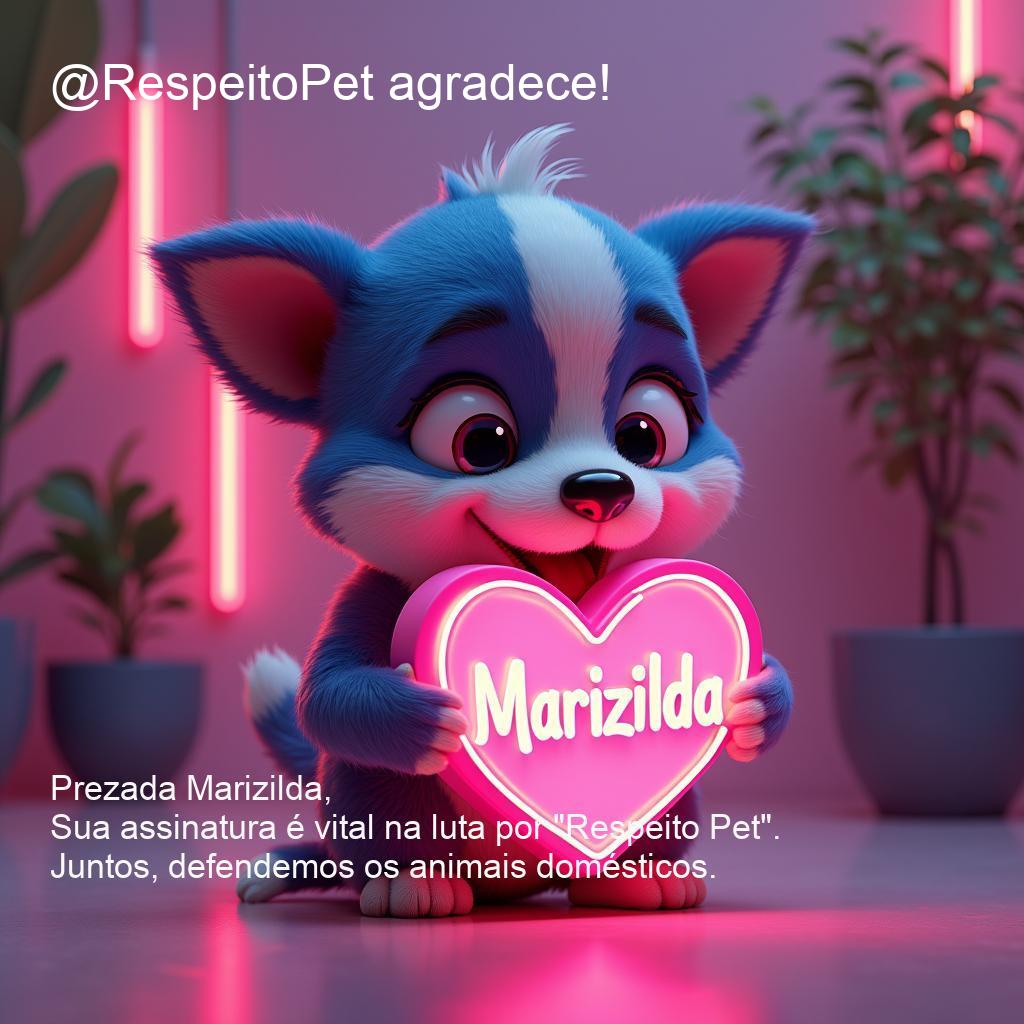 @RespeitoPet agradece!
Marizilda
Prezada Marizilda,
Sua assinatura é vital na luta por "Respeito Pet".
Juntos, defendemos os animais domésticos.